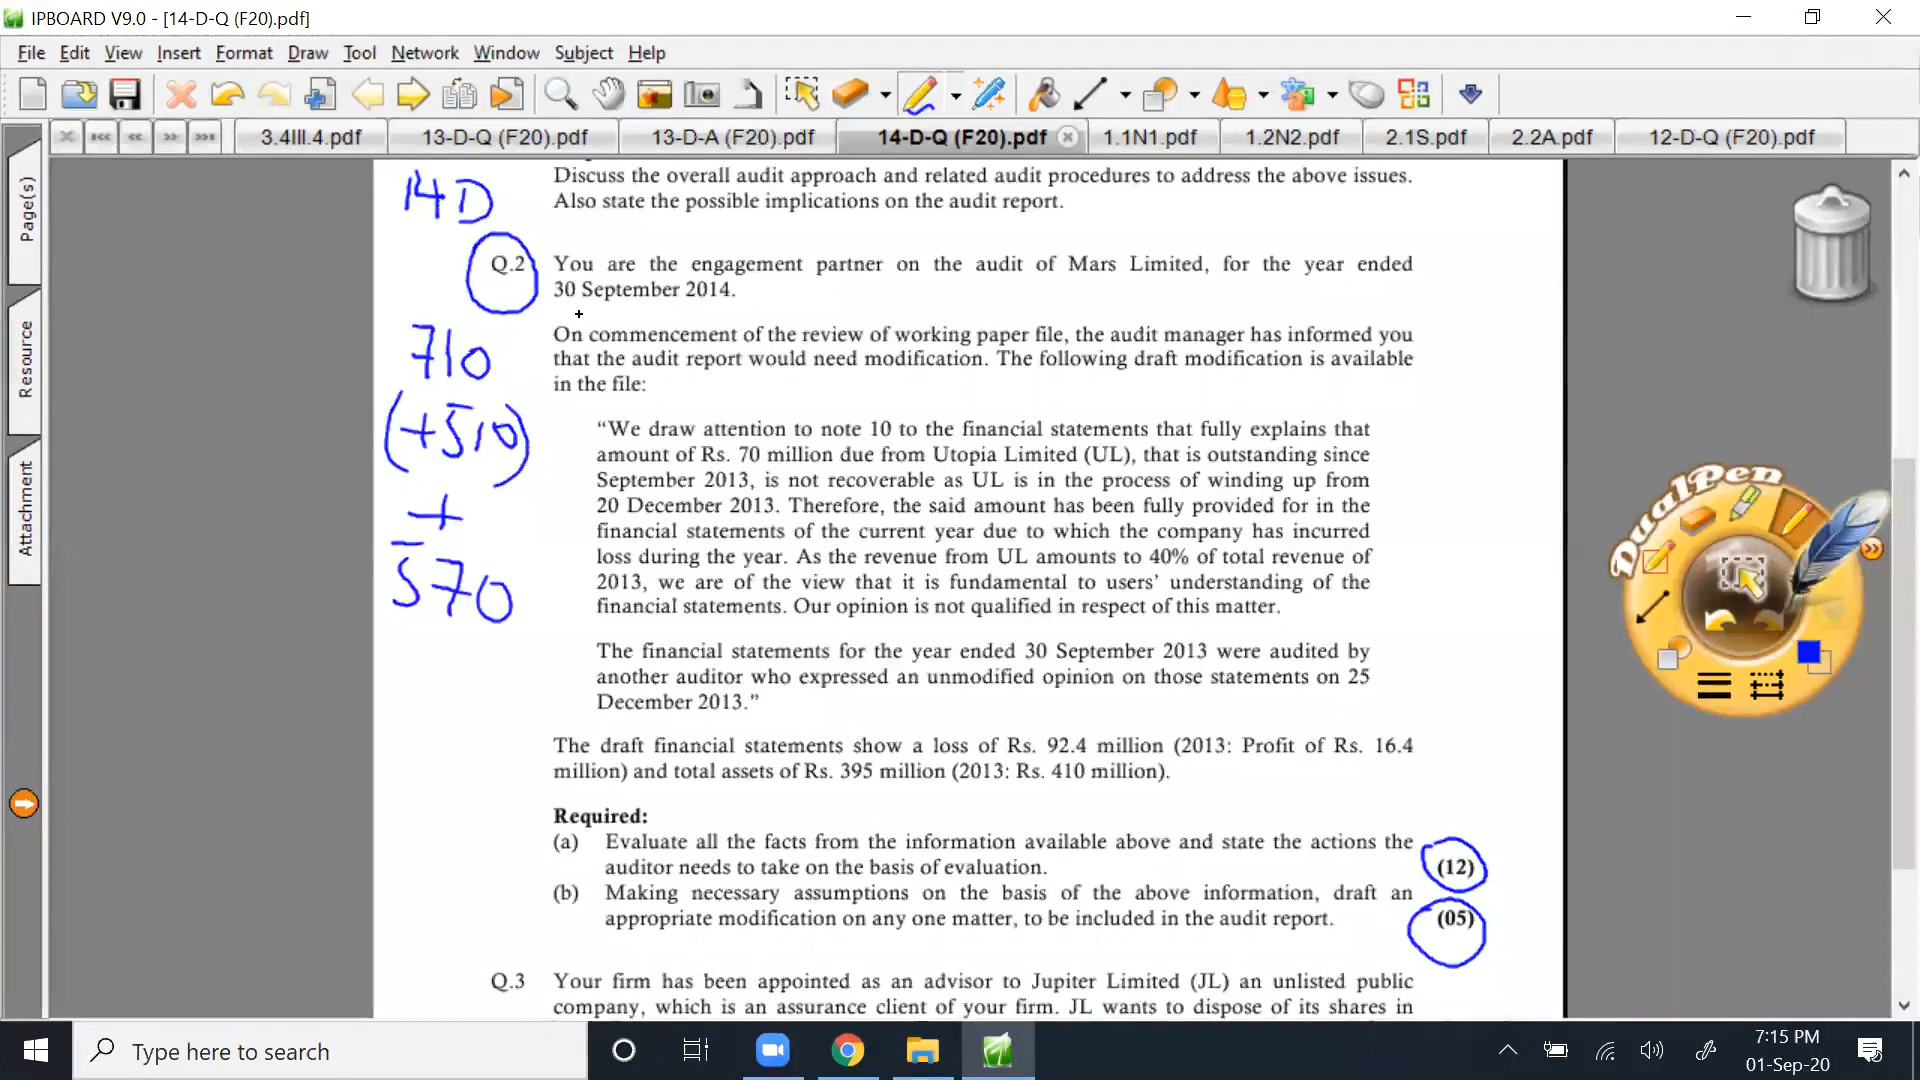 IPBOARD V9.0 - [14-D-Q (F20).pdf]
File Edit View Insert Format Draw Tool Network Window Subject Help
3.4III.4.pdf 13-D-Q (F20).pdf 13-D-A (F20).pdf 14-D-Q (F20).pdf 1.1N1.pdf 1.2N2.pdf 2.1S.pdf 2.2A.pdf 12-D-Q (F20).pdf
Page(s)
Resource
Attachment
14 D
710
(+510)
+
570
Discuss the overall audit approach and related audit procedures to address the above issues.
Also state the possible implications on the audit report.
Q.2 You are the engagement partner on the audit of Mars Limited, for the year ended
30 September 2014.
On commencement of the review of working paper file, the audit manager has informed you
that the audit report would need modification. The following draft modification is available
in the file:
“We draw attention to note 10 to the financial statements that fully explains that
amount of Rs. 70 million due from Utopia Limited (UL), that is outstanding since
September 2013, is not recoverable as UL is in the process of winding up from
20 December 2013. Therefore, the said amount has been fully provided for in the
financial statements of the current year due to which the company has incurred
loss during the year. As the revenue from UL amounts to 40% of total revenue of
2013, we are of the view that it is fundamental to users’ understanding of the
financial statements. Our opinion is not qualified in respect of this matter.
The financial statements for the year ended 30 September 2013 were audited by
another auditor who expressed an unmodified opinion on those statements on 25
December 2013.”
The draft financial statements show a loss of Rs. 92.4 million (2013: Profit of Rs. 16.4
million) and total assets of Rs. 395 million (2013: Rs. 410 million).
Required:
(a) Evaluate all the facts from the information available above and state the actions the
auditor needs to take on the basis of evaluation. (12)
(b) Making necessary assumptions on the basis of the above information, draft an
appropriate modification on any one matter, to be included in the audit report. (05)
Q.3 Your firm has been appointed as an advisor to Jupiter Limited (JL) an unlisted public
company, which is an assurance client of your firm. JL wants to dispose of its shares in
DualPen
Type here to search
7:15 PM
01-Sep-20